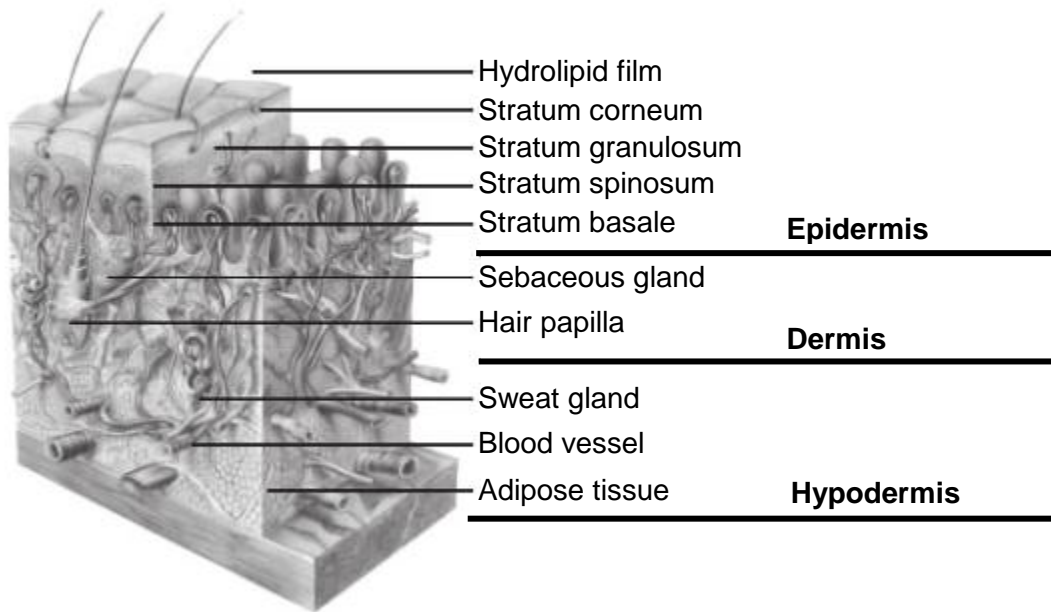 Hydrolipid film
Stratum corneum
Stratum granulosum
Stratum spinosum
Stratum basale
Epidermis
Sebaceous gland
Hair papilla
Dermis
Sweat gland
Blood vessel
Adipose tissue
Hypodermis